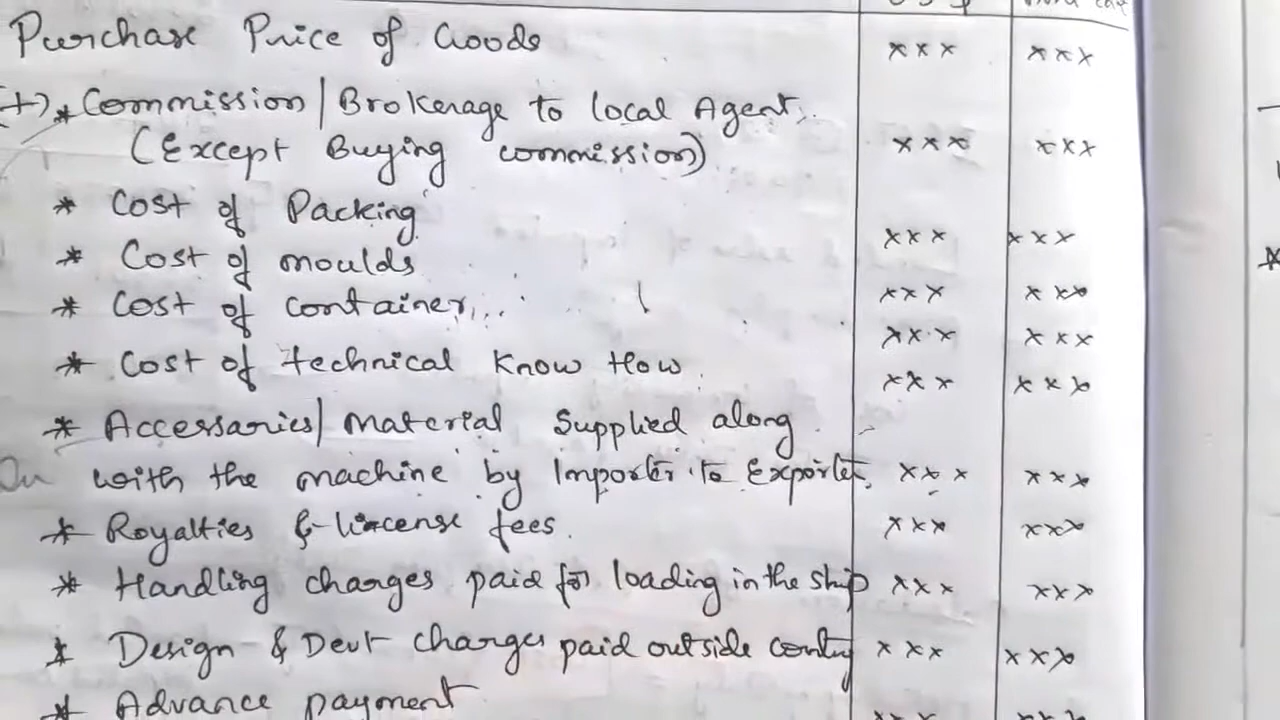 Purchase Price of Goods xxx xxx
(+) * Commission / Brokerage to local Agent.
(Except Buying commission) xxx xxx
* Cost of Packing xxx xxx
* Cost of moulds xxx xxx
* Cost of container xxx xxx
* Cost of technical Know How. xxx xxx
* Accessaries / Material Supplied along
with the machine by Importer to Exporter. xxx xxx
* Royalties & License fees. xxx xxx
* Handling charges paid for loading in the ship xxx xxx
* Design & Devt charges paid outside contry xxx xxx
* Advance payment xxx xxx